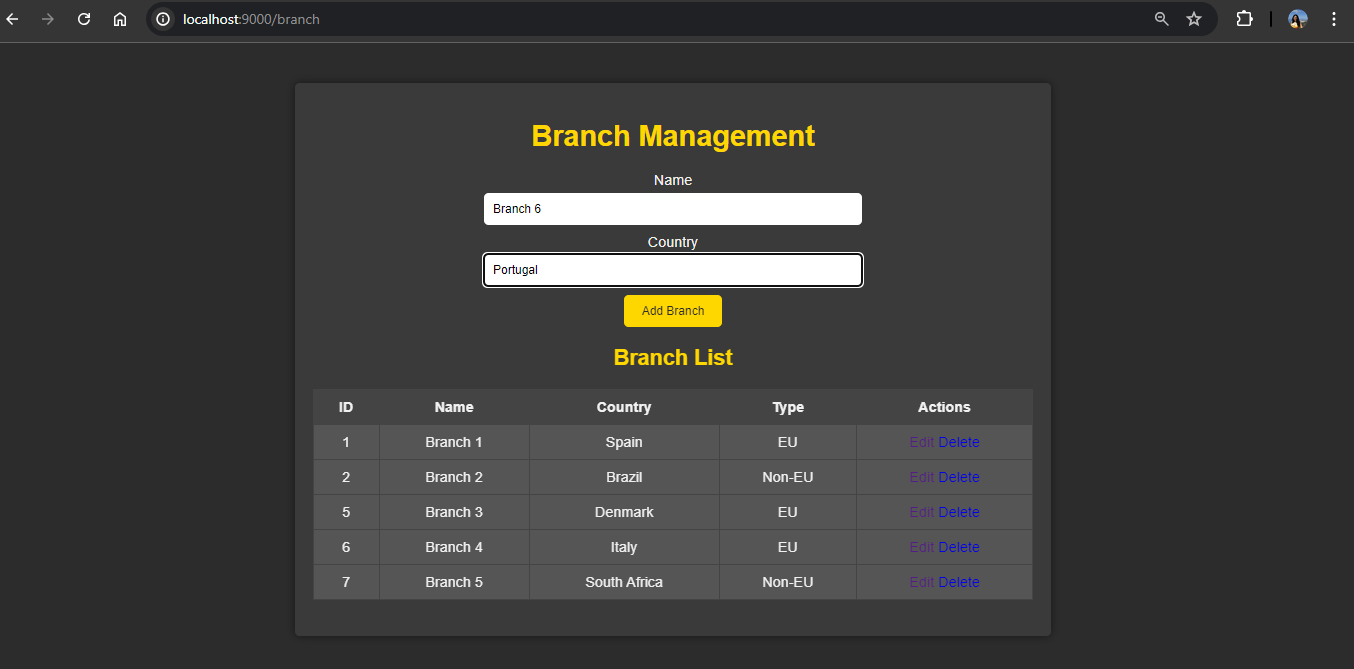 localhost:9000/branch
Branch Management
Name
Branch 6
Country
Portugal
Add Branch
Branch List
ID Name Country Type Actions
1 Branch 1 Spain EU Edit Delete
2 Branch 2 Brazil Non-EU Edit Delete
5 Branch 3 Denmark EU Edit Delete
6 Branch 4 Italy EU Edit Delete
7 Branch 5 South Africa Non-EU Edit Delete